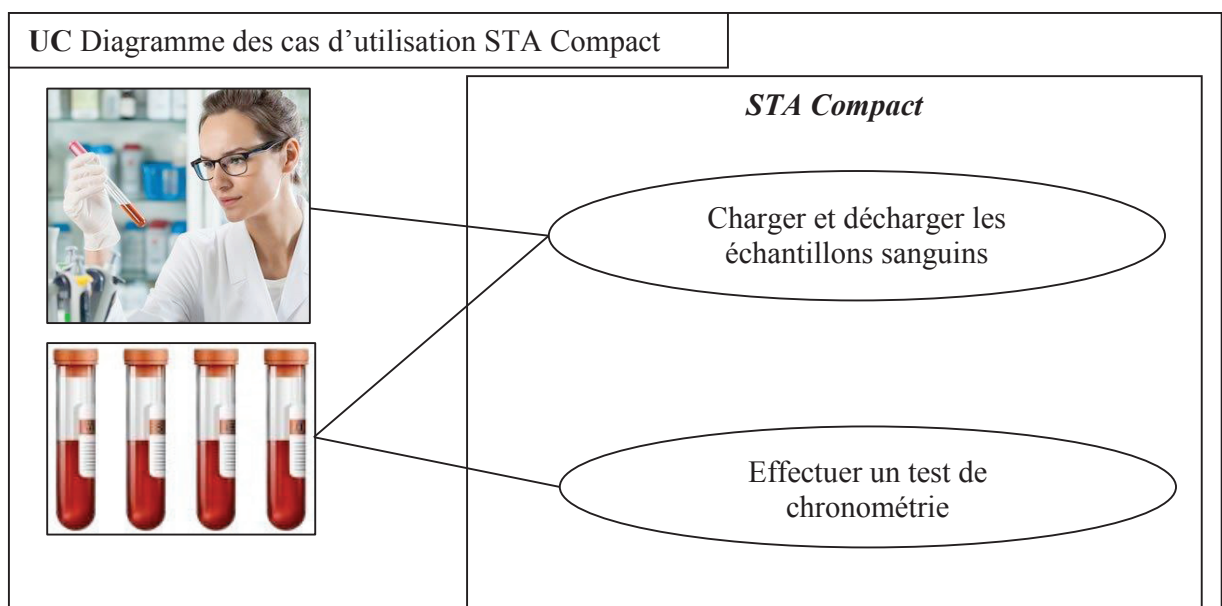 UC Diagramme des cas d’utilisation STA Compact
STA Compact
Charger et décharger les
échantillons sanguins
Effectuer un test de
chronométrie